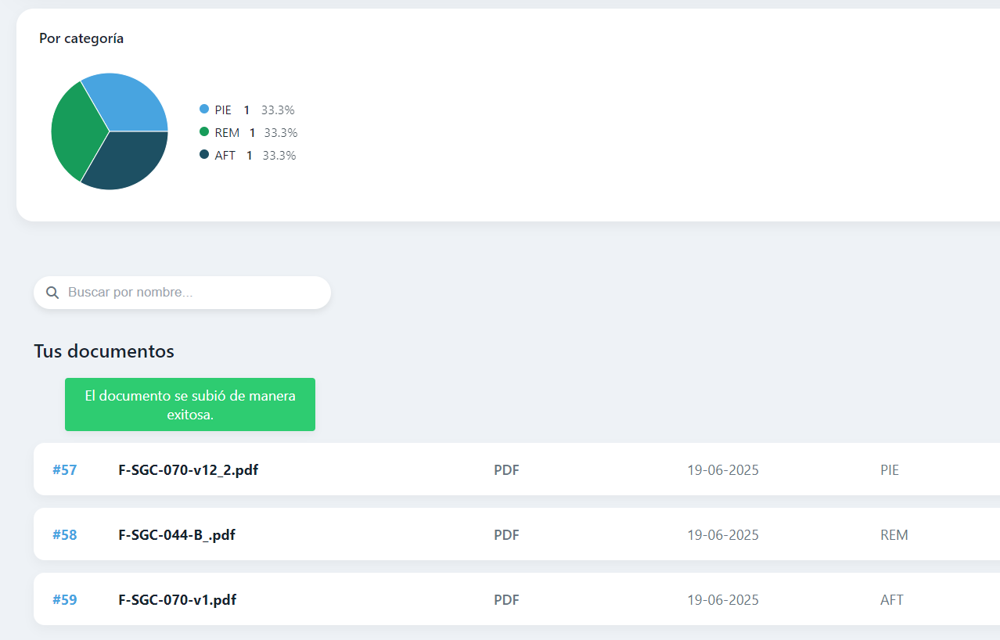 Por categoría
PIE 1 33.3%
REM 1 33.3%
AFT 1 33.3%
Buscar por nombre...
Tus documentos
El documento se subió de manera
exitosa.
#57 F-SGC-070-v12_2.pdf PDF 19-06-2025 PIE
#58 F-SGC-044-B_.pdf PDF 19-06-2025 REM
#59 F-SGC-070-v1.pdf PDF 19-06-2025 AFT